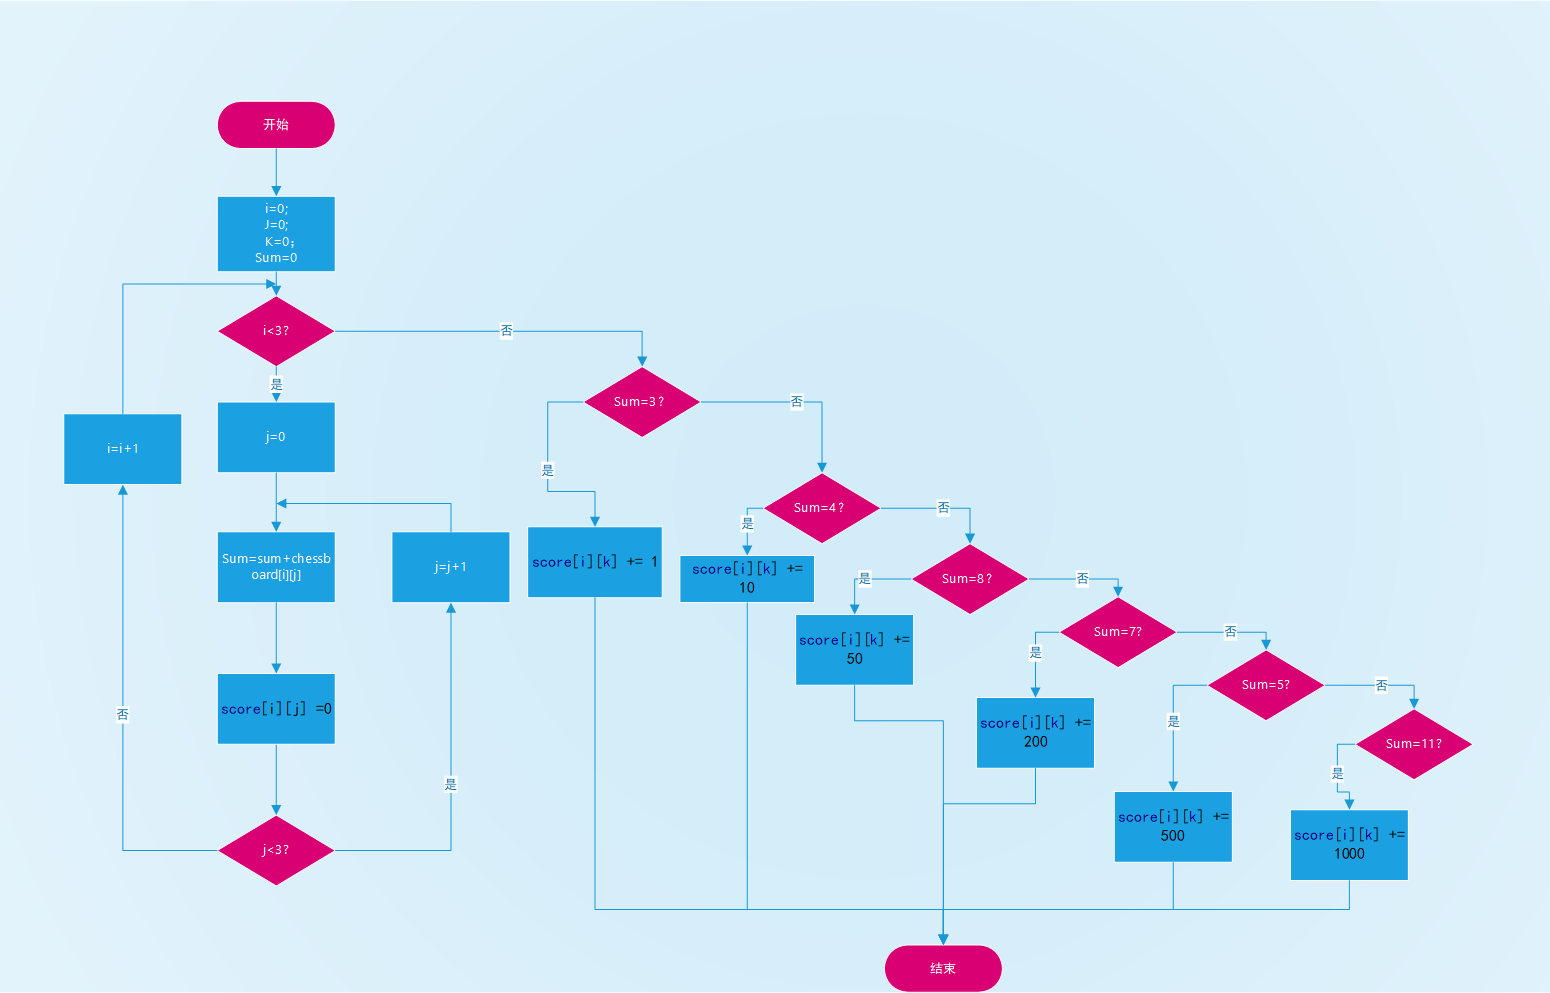 开始
i=0;
J=0;
K=0;
Sum=0
i<3?
否
是
Sum=3?
否
j=0
i=i+1
是
Sum=4?
否
是
Sum=sum+chessb
oard[i][j]
j=j+1
score[i][k] += 1
score[i][k] +=
10
Sum=8?
是
否
score[i][k] +=
50
Sum=7?
否
是
Sum=5?
否
score[i][j] =0
score[i][k] +=
200
是
Sum=11?
否
是
是
score[i][k] +=
500
score[i][k] +=
1000
j<3?
结束